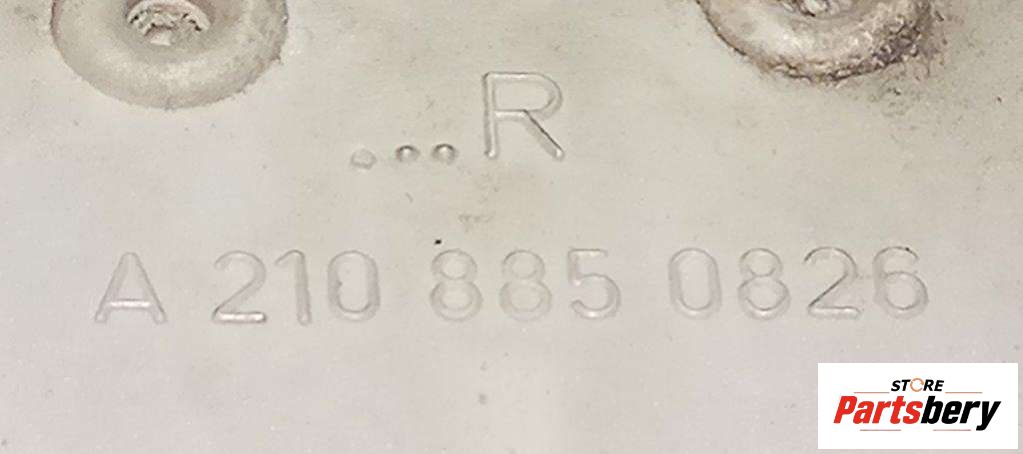 ...R
A 210 885 0826
STORE
Partsbery